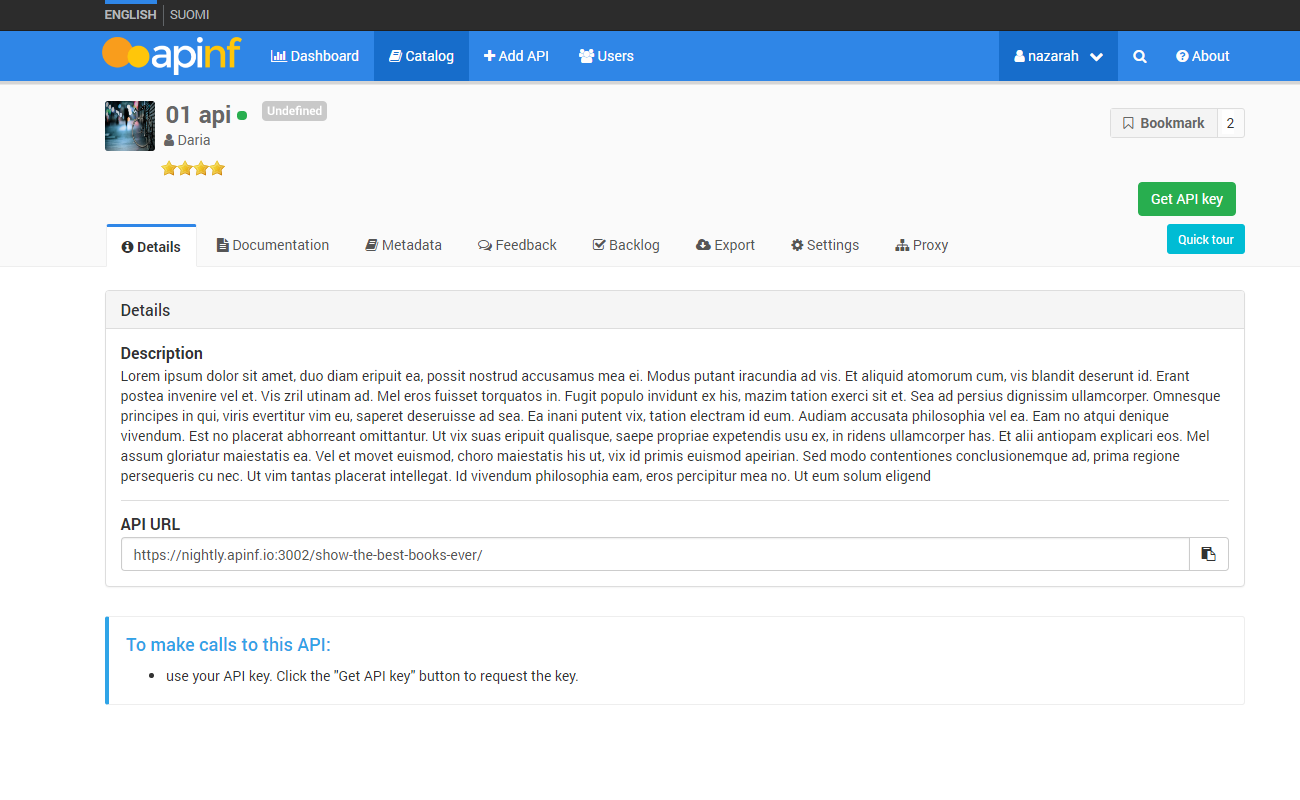 ENGLISH SUOMI
apinf Dashboard Catalog Add API Users nazarah About
01 api Undefined
Daria
Bookmark 2
Get API key
Details Documentation Metadata Feedback Backlog Export Settings Proxy Quick tour
Details
Description
Lorem ipsum dolor sit amet, duo diam eripuit ea, possit nostrud accusamus mea ei. Modus putant iracundia ad vis. Et aliquid atomorum cum, vis blandit deserunt id. Erant
postea invenire vel et. Vis zril utinam ad. Mel eros fuisset torquatos in. Fugit populo invidunt ex his, mazim tation exerci sit et. Sea ad persius dignissim ullamcorper. Omnesque
principes in qui, viris evertitur vim eu, saperet deseruisse ad sea. Ea inani putent vix, tation electram id eum. Audiam accusata philosophia vel ea. Eam no atqui denique
vivendum. Est no placerat abhorreant omittantur. Ut vix suas eripuit qualisque, saepe propriae expetendis usu ex, in ridens ullamcorper has. Et alii antiopam explicari eos. Mel
assum gloriatur maiestatis ea. Vel et movet euismod, choro maiestatis his ut, vix id primis euismod apeirian. Sed modo contentiones conclusionemque ad, prima regione
persequeris cu nec. Ut vim tantas placerat intellegat. Id vivendum philosophia eam, eros percipitur mea no. Ut eum solum eligend
API URL
https://nightly.apinf.io:3002/show-the-best-books-ever/
To make calls to this API:
use your API key. Click the "Get API key" button to request the key.